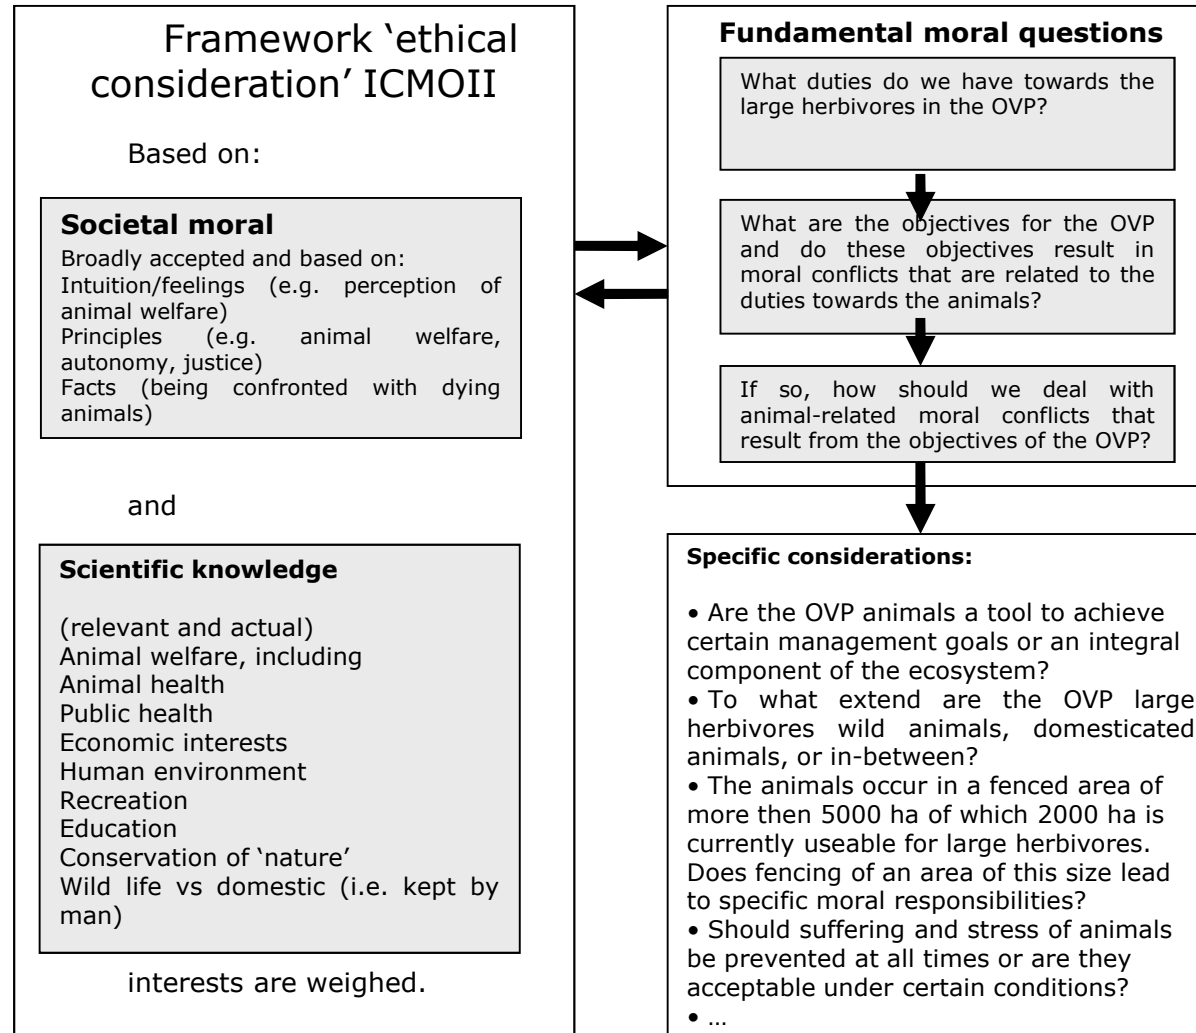 Framework ‘ethical
consideration’ ICMOII
Based on:
Societal moral
Broadly accepted and based on:
Intuition/feelings (e.g. perception of
animal welfare)
Principles (e.g. animal welfare,
autonomy, justice)
Facts (being confronted with dying
animals)
and
Scientific knowledge
(relevant and actual)
Animal welfare, including
Animal health
Public health
Economic interests
Human environment
Recreation
Education
Conservation of ‘nature’
Wild life vs domestic (i.e. kept by
man)
interests are weighed.
Fundamental moral questions
What duties do we have towards the
large herbivores in the OVP?
What are the objectives for the OVP
and do these objectives result in
moral conflicts that are related to the
duties towards the animals?
If so, how should we deal with
animal-related moral conflicts that
result from the objectives of the OVP?
Specific considerations:
• Are the OVP animals a tool to achieve
certain management goals or an integral
component of the ecosystem?
• To what extend are the OVP large
herbivores wild animals, domesticated
animals, or in-between?
• The animals occur in a fenced area of
more then 5000 ha of which 2000 ha is
currently useable for large herbivores.
Does fencing of an area of this size lead
to specific moral responsibilities?
• Should suffering and stress of animals
be prevented at all times or are they
acceptable under certain conditions?
• …